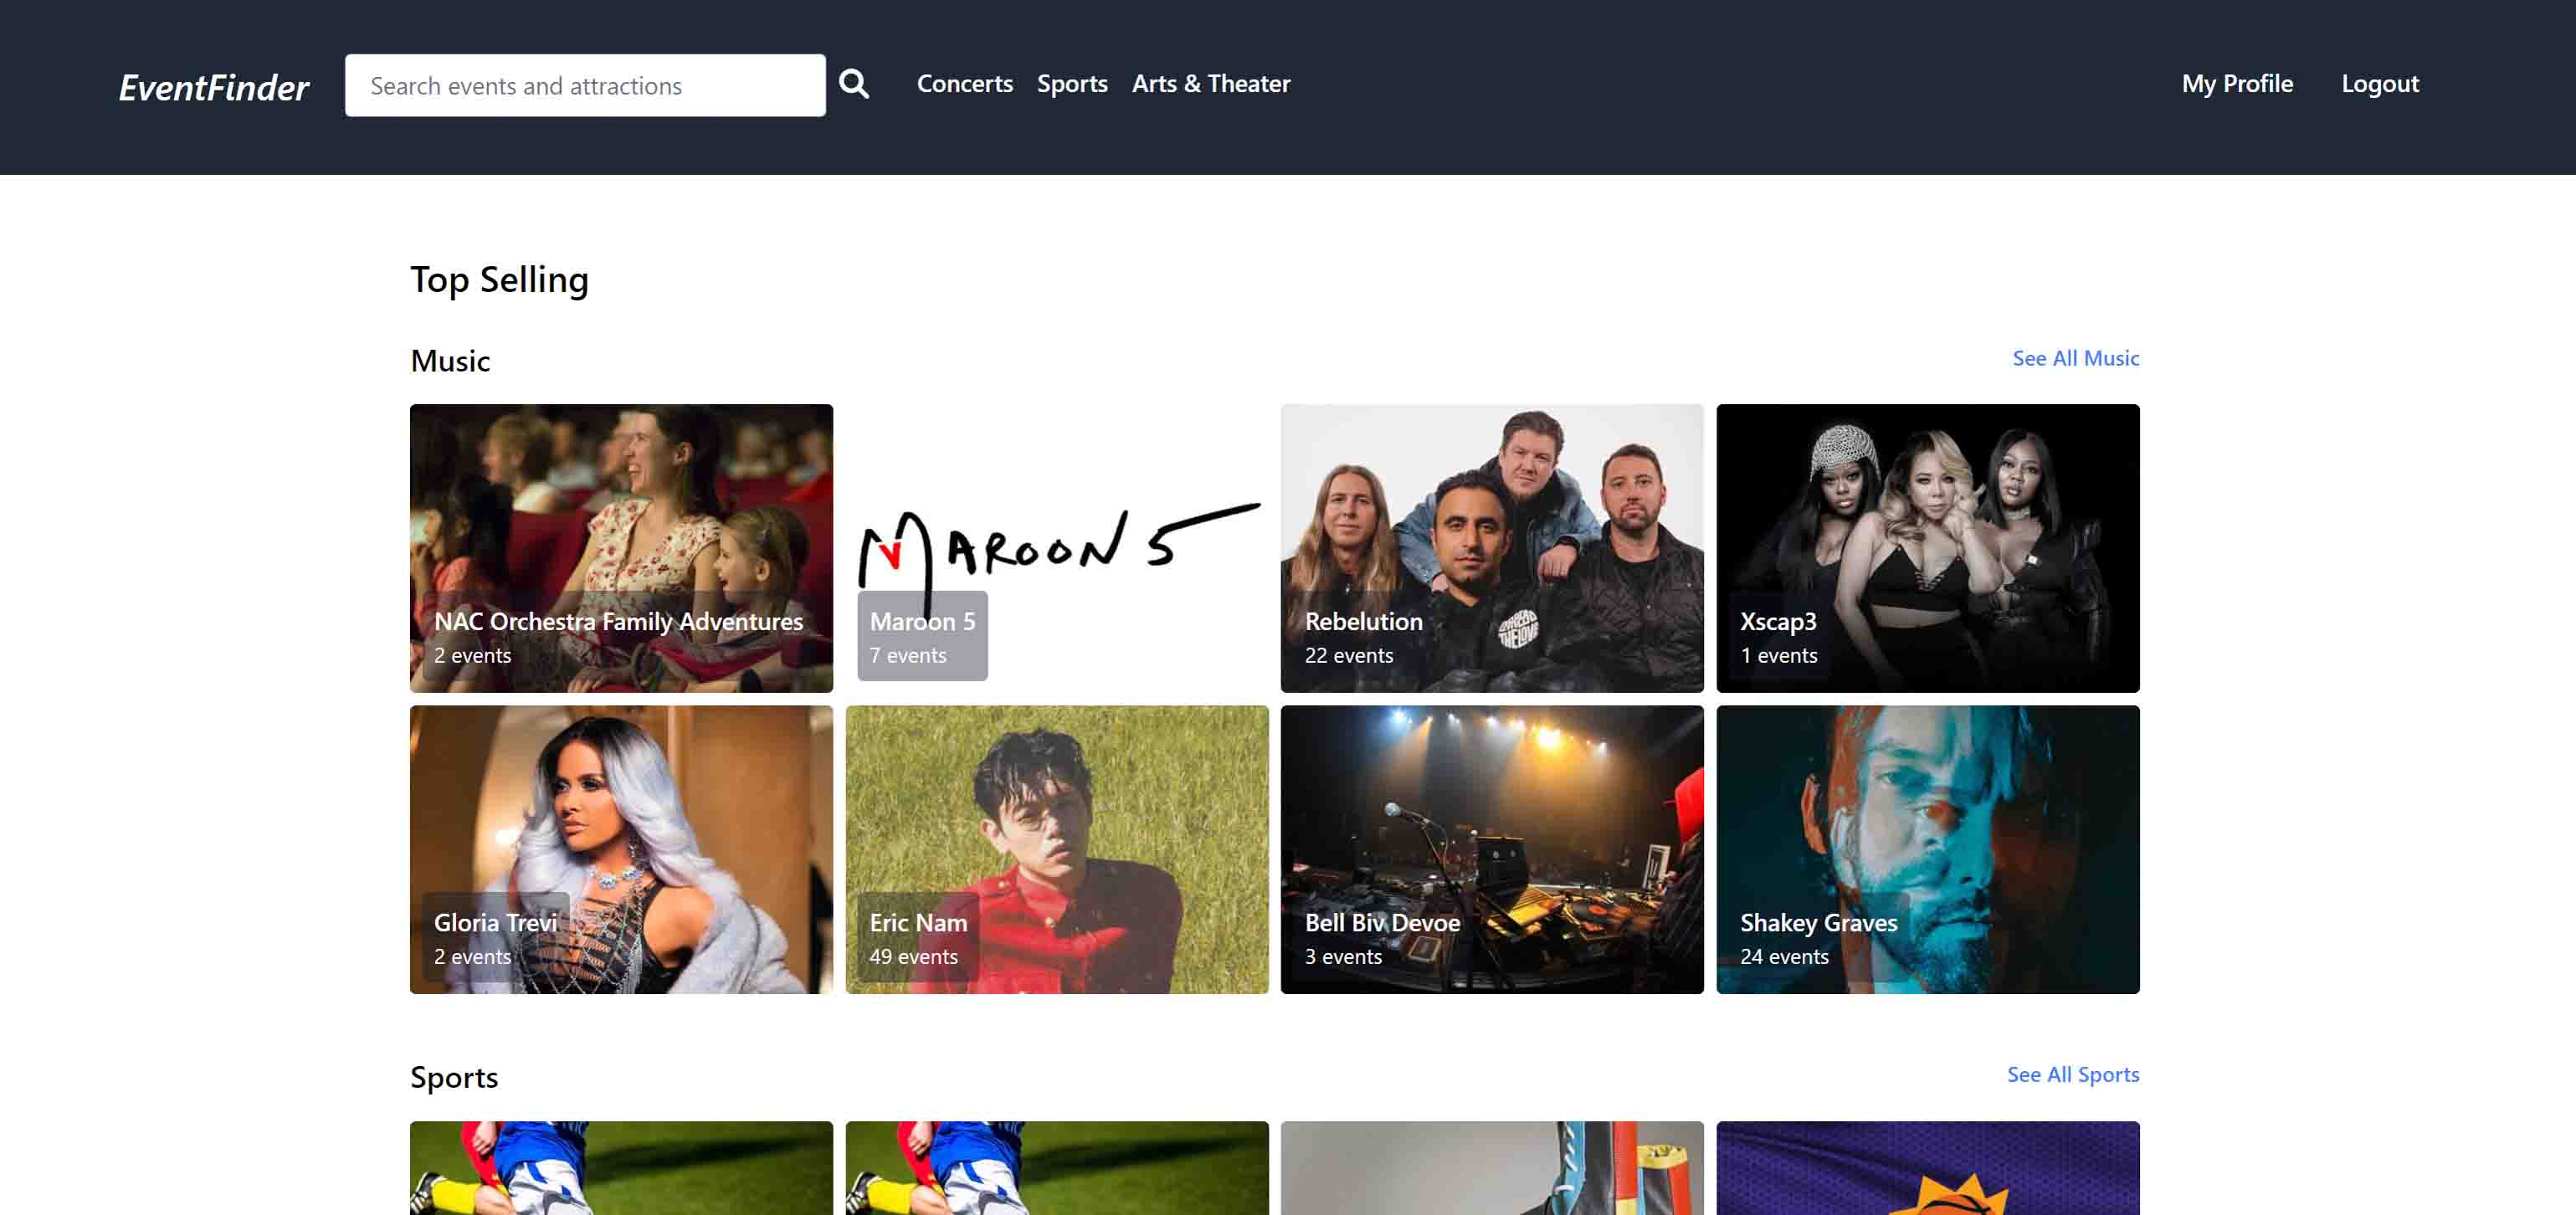 EventFinder
Search events and attractions
Concerts Sports Arts & Theater
My Profile Logout
Top Selling
Music
See All Music
NAC Orchestra Family Adventures
2 events
MAROON 5
Maroon 5
7 events
Rebelution
22 events
Xscap3
1 events
Gloria Trevi
2 events
Eric Nam
49 events
Bell Biv Devoe
3 events
Shakey Graves
24 events
Sports
See All Sports